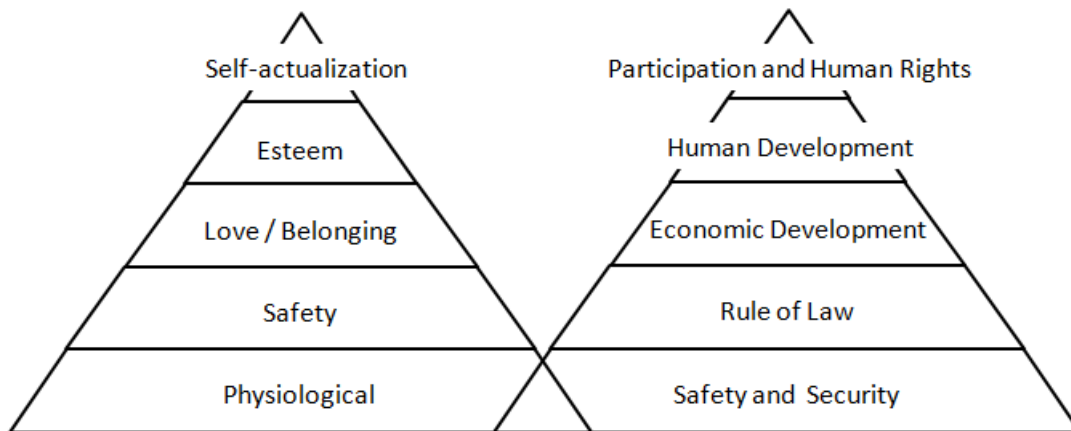 Self-actualization
Esteem
Love / Belonging
Safety
Physiological
Participation and Human Rights
Human Development
Economic Development
Rule of Law
Safety and Security